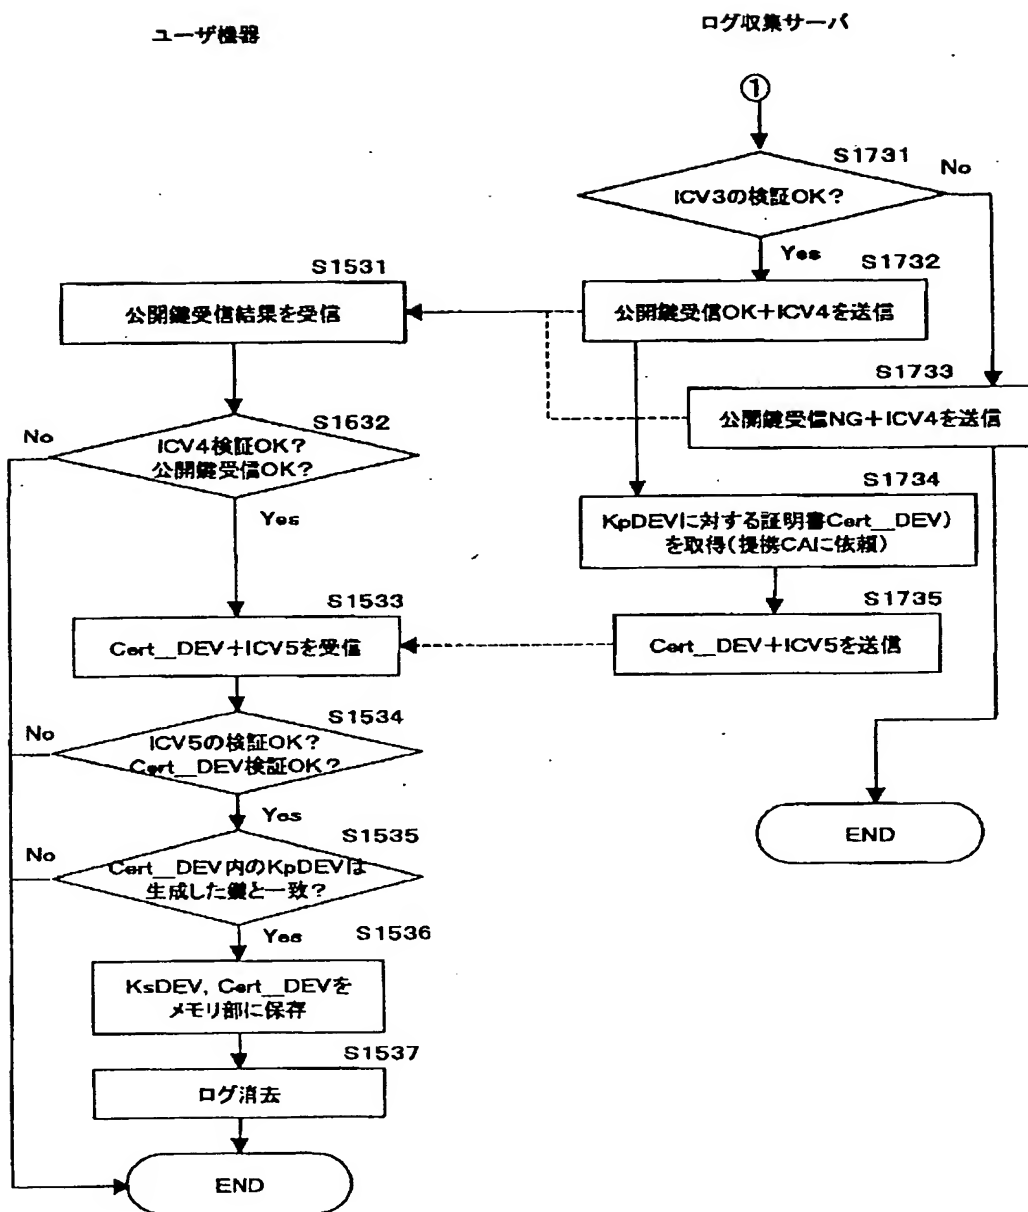 ユーザ機器
ログ収集サーバ
①
S1731
No
ICV3の検証OK?
Yes
S1732
公開鍵受信OK+ICV4を送信
S1531
公開鍵受信結果を受信
S1733
公開鍵受信NG+ICV4を送信
S1532
No
ICV4検証OK?
公開鍵受信OK?
Yes
S1734
KpDEVに対する証明書Cert__DEV)
を取得(提携CAに依頼)
S1533
Cert__DEV+ICV5を受信
S1735
Cert__DEV+ICV5を送信
S1534
No
ICV5の検証OK?
Cert__DEV検証OK?
Yes
S1535
No
Cert__DEV内のKpDEVは
生成した鍵と一致?
Yes
S1536
KsDEV, Cert__DEVを
メモリ部に保存
S1537
ログ消去
END
END